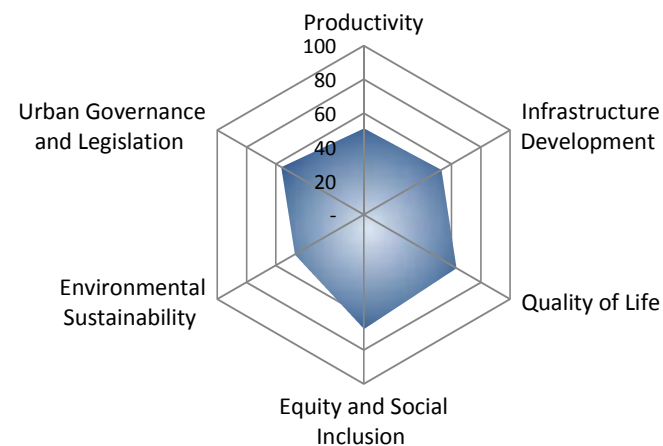 Productivity
100
80
60
40
20
-
Infrastructure
Development
Quality of Life
Equity and Social
Inclusion
Environmental
Sustainability
Urban Governance
and Legislation